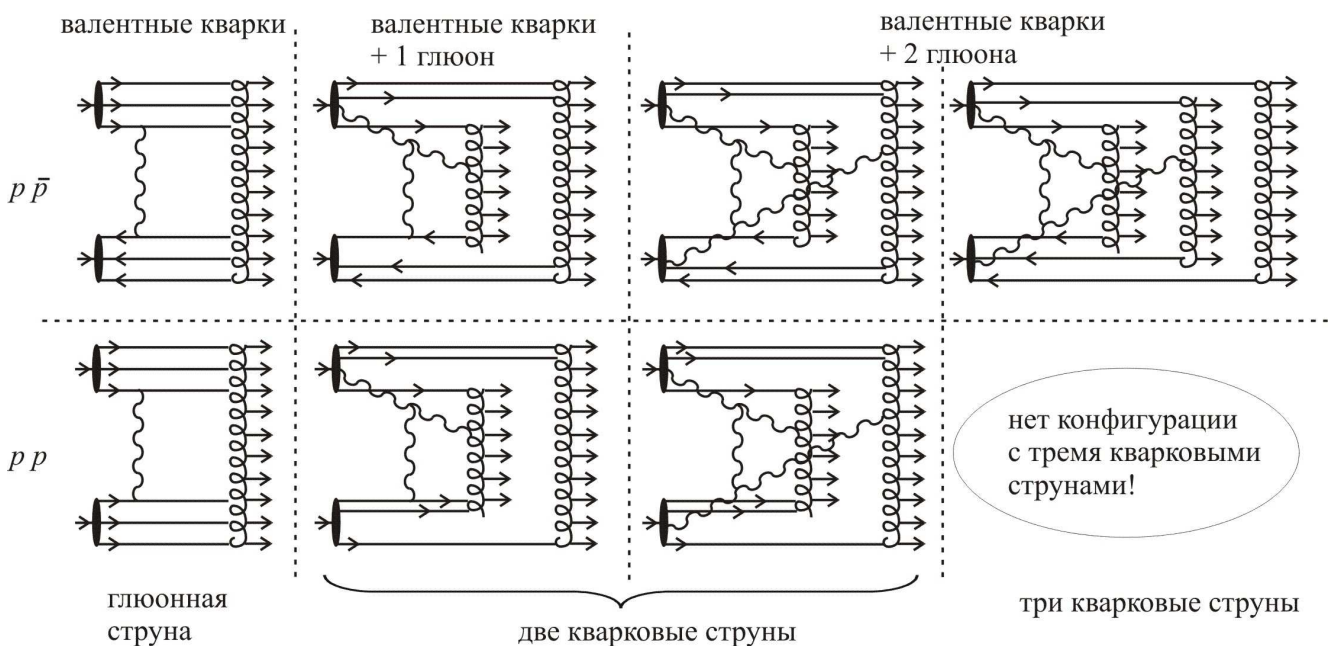 валентные кварки
валентные кварки
+ 1 глюон
валентные кварки
+ 2 глюона
p p̄
p p
нет конфигурации
с тремя кварковыми
струнами!
глюонная
струна
две кварковые струны
три кварковые струны